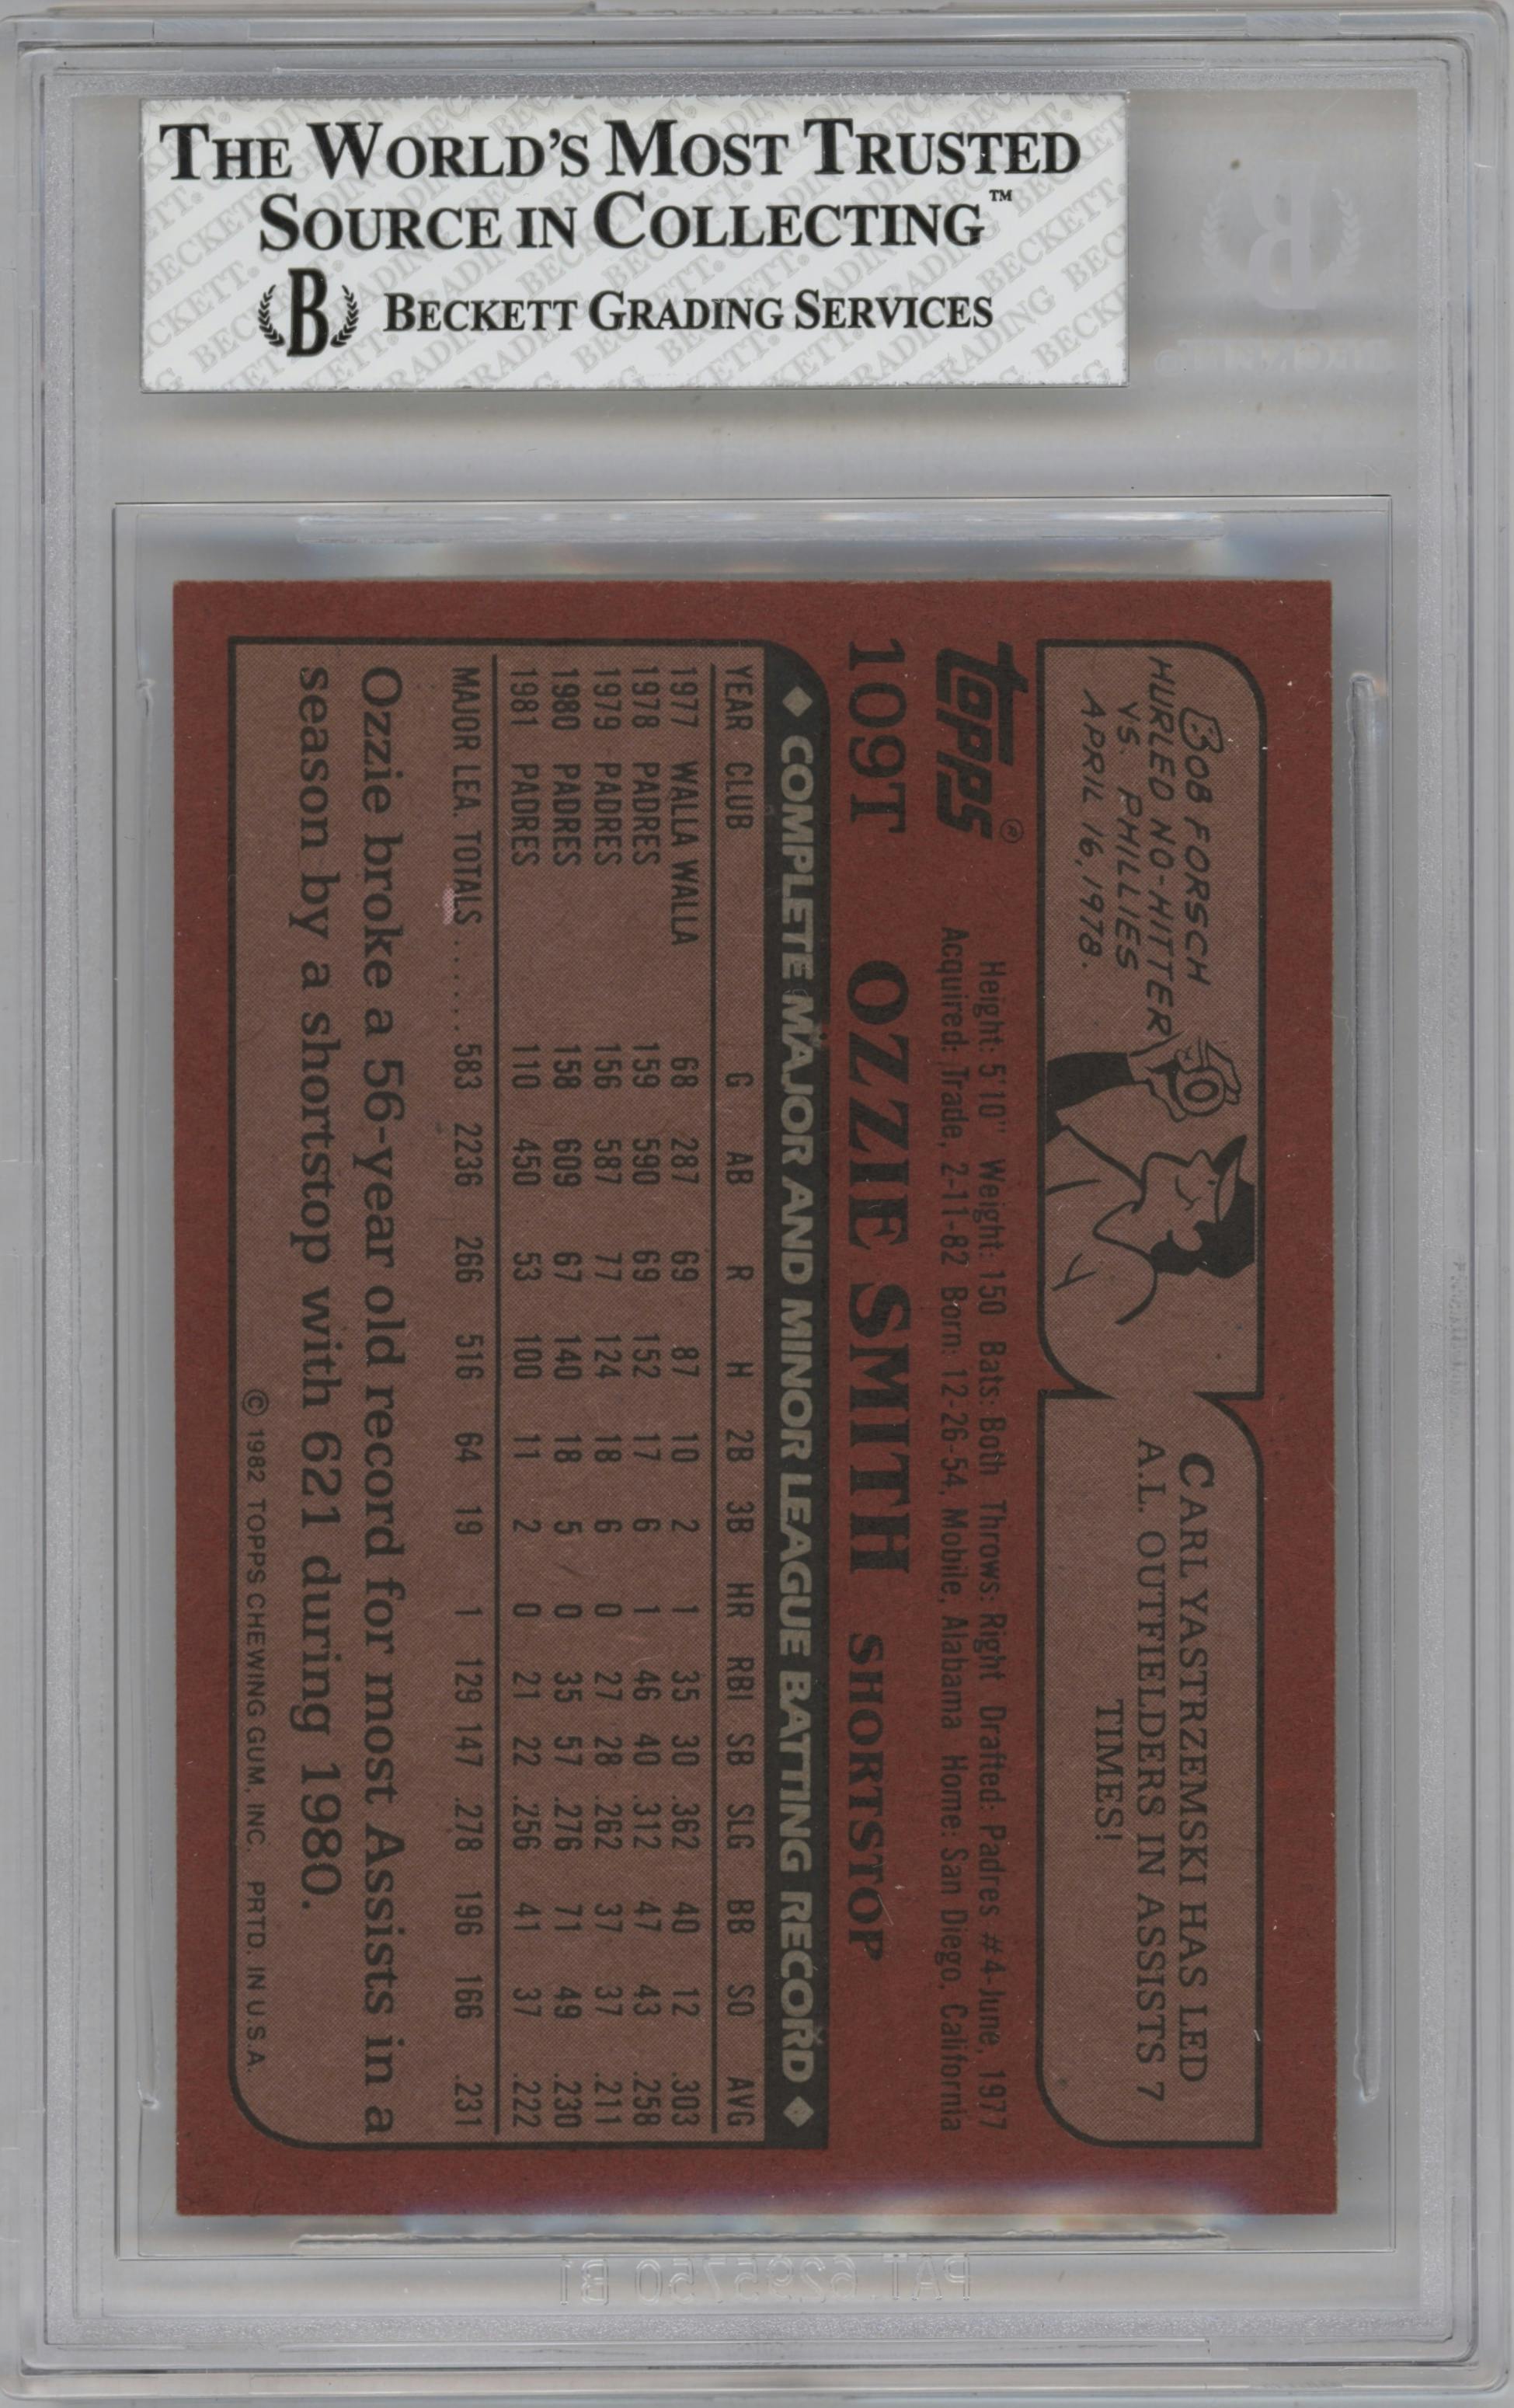 THE WORLD'S MOST TRUSTED
SOURCE IN COLLECTING™
B BECKETT GRADING SERVICES
BOB FORSCH
HURLED NO-HITTER
VS. PHILLIES
APRIL 16, 1978.
CARL YASTRZEMSKI HAS LED
A.L. OUTFIELDERS IN ASSISTS 7
TIMES!
topps®
Height: 5'10" Weight: 150 Bats: Both Throws: Right Drafted: Padres #4-June, 1977
Acquired: Trade, 2-11-82 Born: 12-26-54, Mobile, Alabama Home: San Diego, California
109T OZZIE SMITH SHORTSTOP
COMPLETE MAJOR AND MINOR LEAGUE BATTING RECORD
YEAR CLUB G AB R H 2B 3B HR RBI SB SLG BB SO AVG
1977 WALLA WALLA 68 287 69 87 10 2 1 35 30 .362 40 12 .303
1978 PADRES 159 590 69 152 17 6 1 46 40 .312 47 43 .258
1979 PADRES 156 587 77 124 18 6 0 27 28 .262 37 37 .211
1980 PADRES 158 609 67 140 18 5 0 35 57 .276 71 49 .230
1981 PADRES 110 450 53 100 11 2 0 21 22 .256 41 37 .222
MAJOR LEA. TOTALS ...... 583 2236 266 516 64 19 1 129 147 .278 196 166 .231
Ozzie broke a 56-year old record for most Assists in a
season by a shortstop with 621 during 1980.
© 1982 TOPPS CHEWING GUM, INC. PRTD. IN U.S.A.
PAT. 6295750 B1